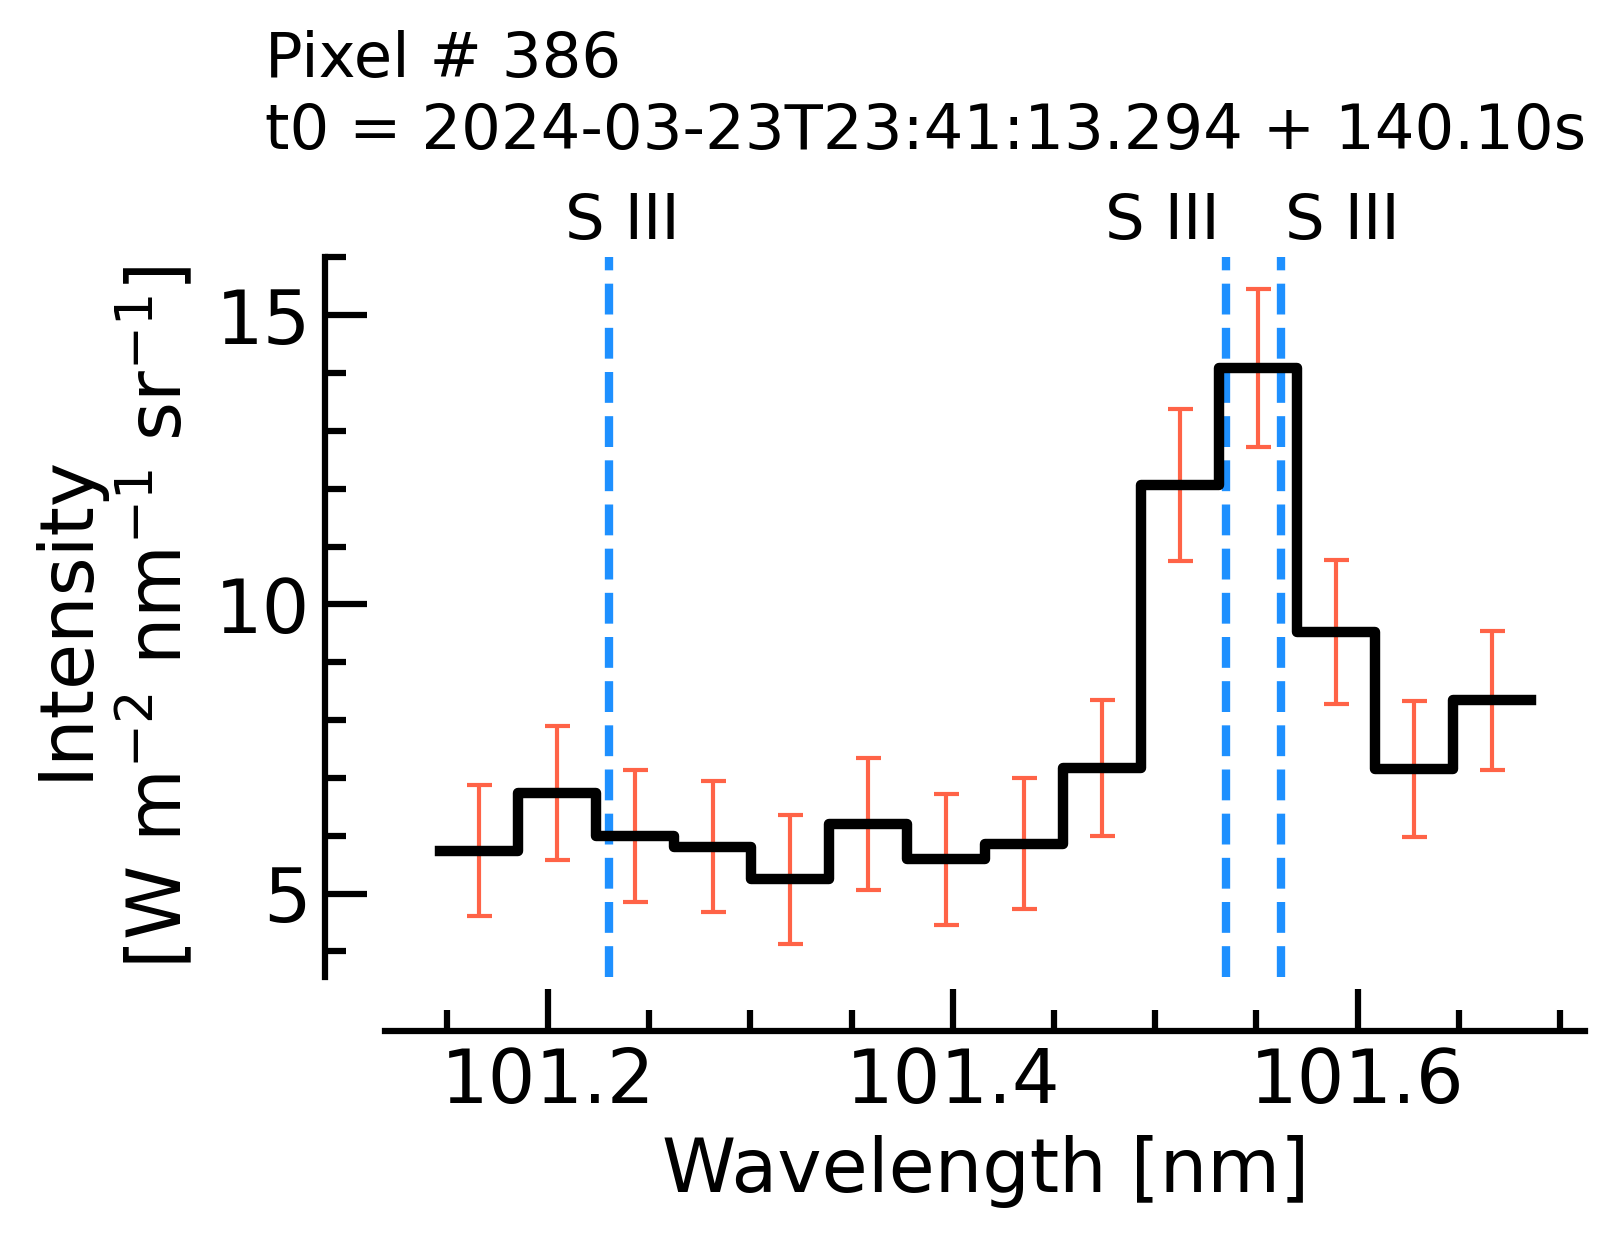 Pixel # 386
t0 = 2024-03-23T23:41:13.294 + 140.10s
S III S III S III
Intensity
[W m⁻² nm⁻¹ sr⁻¹]
15
10
5
101.2 101.4 101.6
Wavelength [nm]